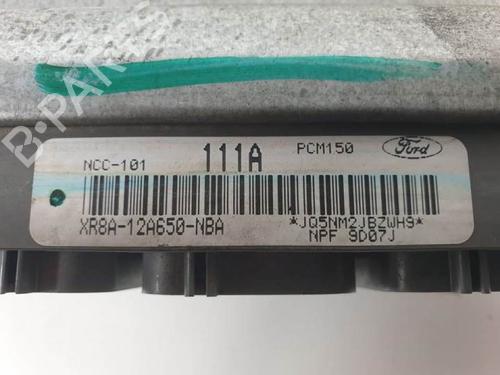 B-PARTS
NCC-101 111A PCM150 Ford
XR8A-12A650-NBA *JQ5NM2JBZWH9*
NPF 9D07J